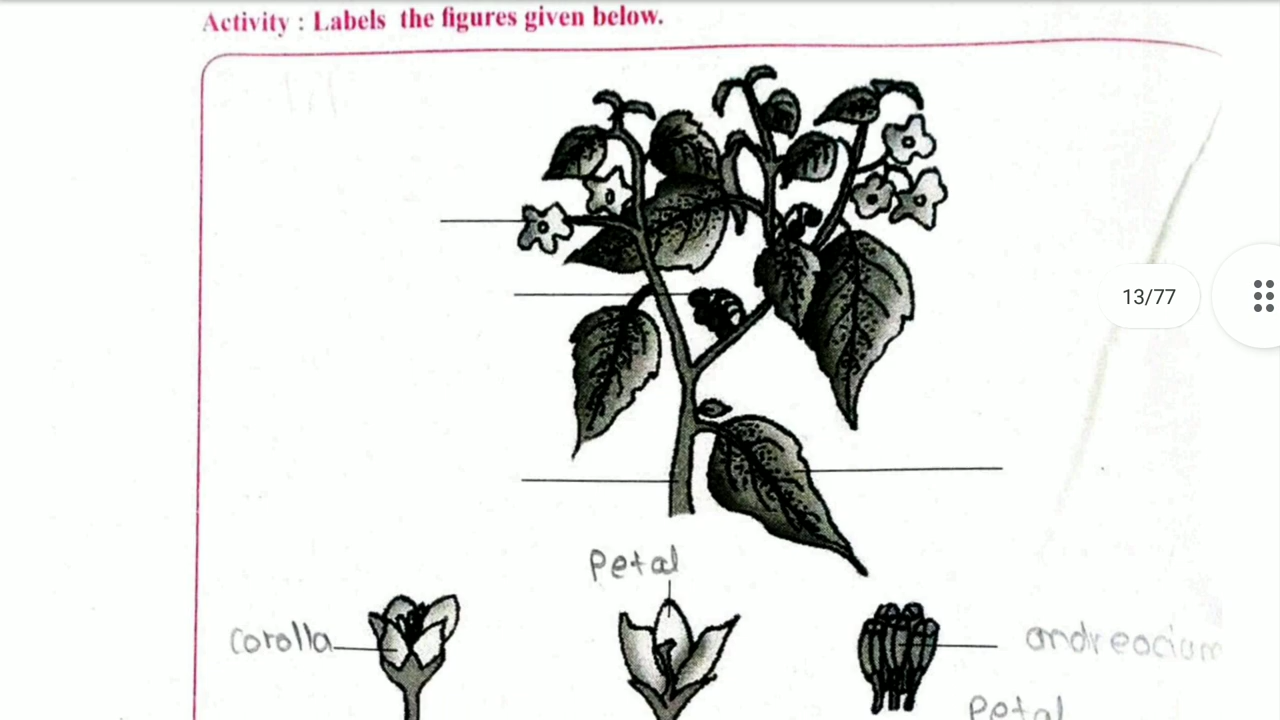 Activity : Labels the figures given below.
13/77
Petal
Corolla
andreocium
Petal